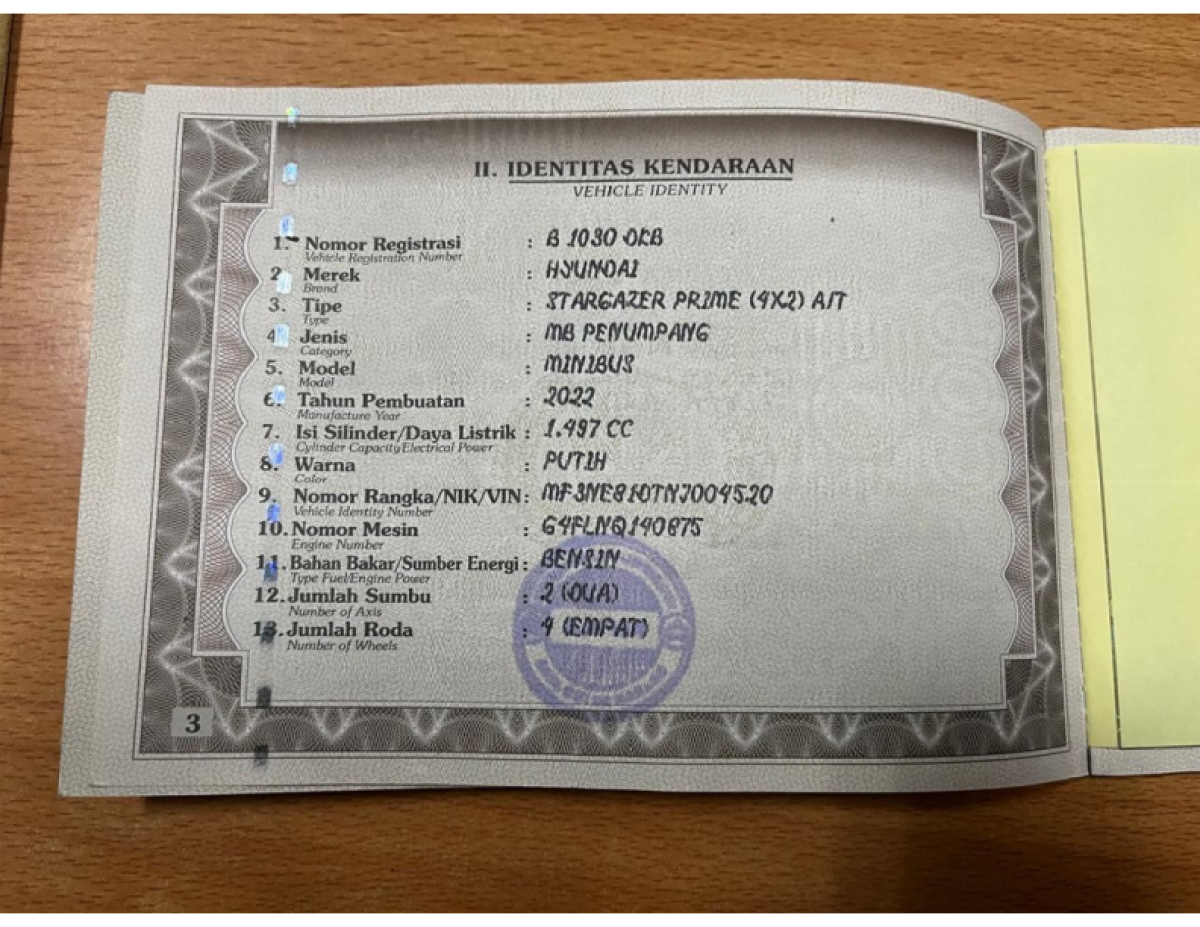 II. IDENTITAS KENDARAAN
VEHICLE IDENTITY
1. Nomor Registrasi : B 1030 DKB
Vehicle Registration Number
2. Merek : HYUNDAI
Brand
3. Tipe : STARGAZER PRIME (4X2) A/T
Type
4. Jenis : MB PENUMPANG
Category
5. Model : MINIBUS
Model
6. Tahun Pembuatan : 2022
Manufacture Year
7. Isi Silinder/Daya Listrik : 1.497 CC
Cylinder Capacity/Electrical Power
8. Warna : PUTIH
Color
9. Nomor Rangka/NIK/VIN : MF3NE81DTNJ004520
Vehicle Identity Number
10. Nomor Mesin : G4FLNQ140875
Engine Number
11. Bahan Bakar/Sumber Energi : BENSIN
Type Fuel/Engine Power
12. Jumlah Sumbu : 2 (DUA)
Number of Axis
13. Jumlah Roda : 4 (EMPAT)
Number of Wheels
3